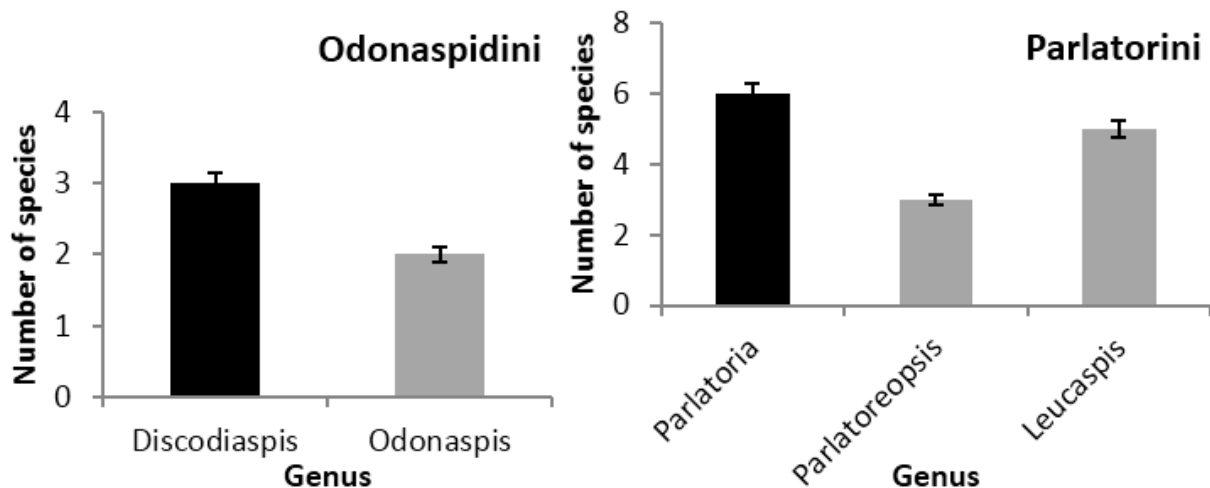 Odonaspidini
Number of species
4
3
2
1
0
Discodiaspis Odonaspis
Genus
Parlatorini
Number of species
8
6
4
2
0
Parlatoria
Parlatoreopsis
Leucaspis
Genus